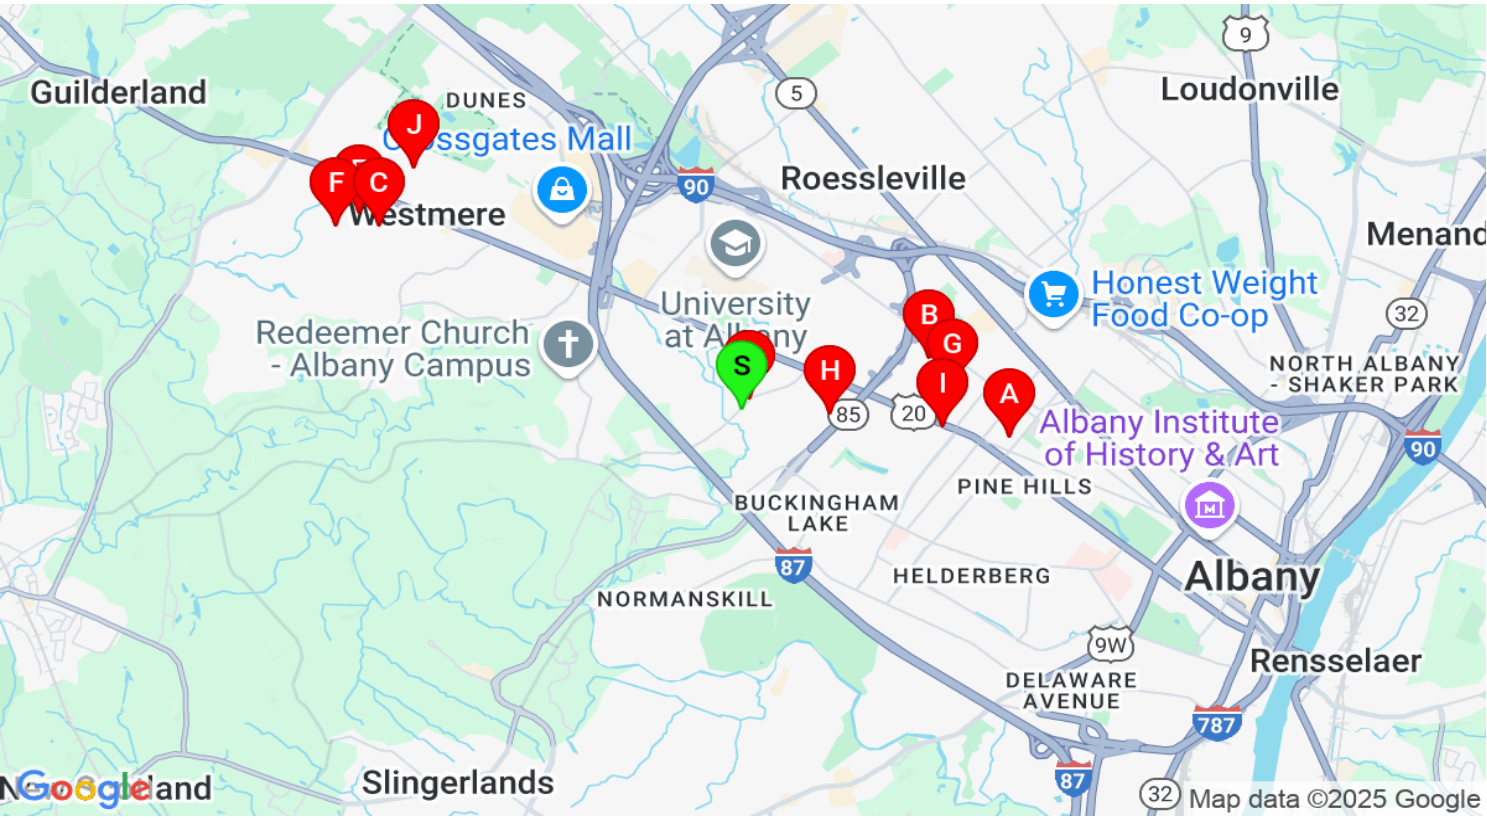 9
Guilderland
Loudonville
DUNES
5
J
Crossgates Mall
Roessleville
90
F
C
Westmere
Menand
Honest Weight
Food Co-op
University
at Albany
32
B
Redeemer Church
- Albany Campus
G
NORTH ALBANY
- SHAKER PARK
S
H
I
A
85
20
Albany Institute
of History & Art
90
PINE HILLS
BUCKINGHAM
LAKE
87
HELDERBERG
Albany
NORMANSKILL
9W
Rensselaer
DELAWARE
AVENUE
787
Slingerlands
87
Google
32
Map data ©2025 Google